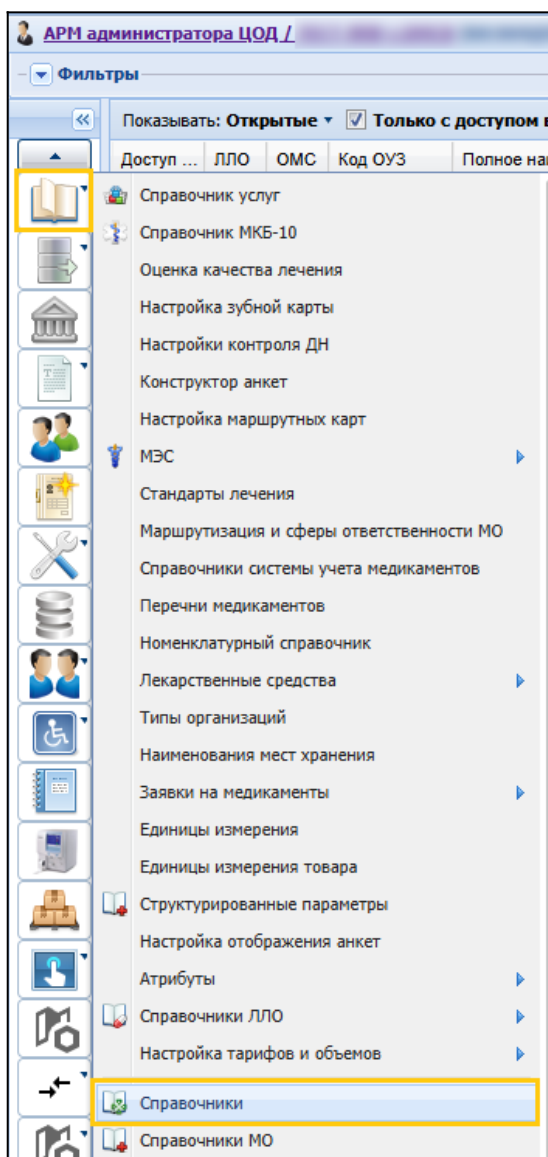 АРМ администратора ЦОД /
Фильтры
Показывать: Открытые Только с доступом в
Доступ ... ЛЛО ОМС Код ОУЗ Полное на
Справочник услуг
Справочник МКБ-10
Оценка качества лечения
Настройка зубной карты
Настройки контроля ДН
Конструктор анкет
Настройка маршрутных карт
МЭС
Стандарты лечения
Маршрутизация и сферы ответственности МО
Справочники системы учета медикаментов
Перечни медикаментов
Номенклатурный справочник
Лекарственные средства
Типы организаций
Наименования мест хранения
Заявки на медикаменты
Единицы измерения
Единицы измерения товара
Структурированные параметры
Настройка отображения анкет
Атрибуты
Справочники ЛЛО
Настройка тарифов и объемов
Справочники
Справочники МО